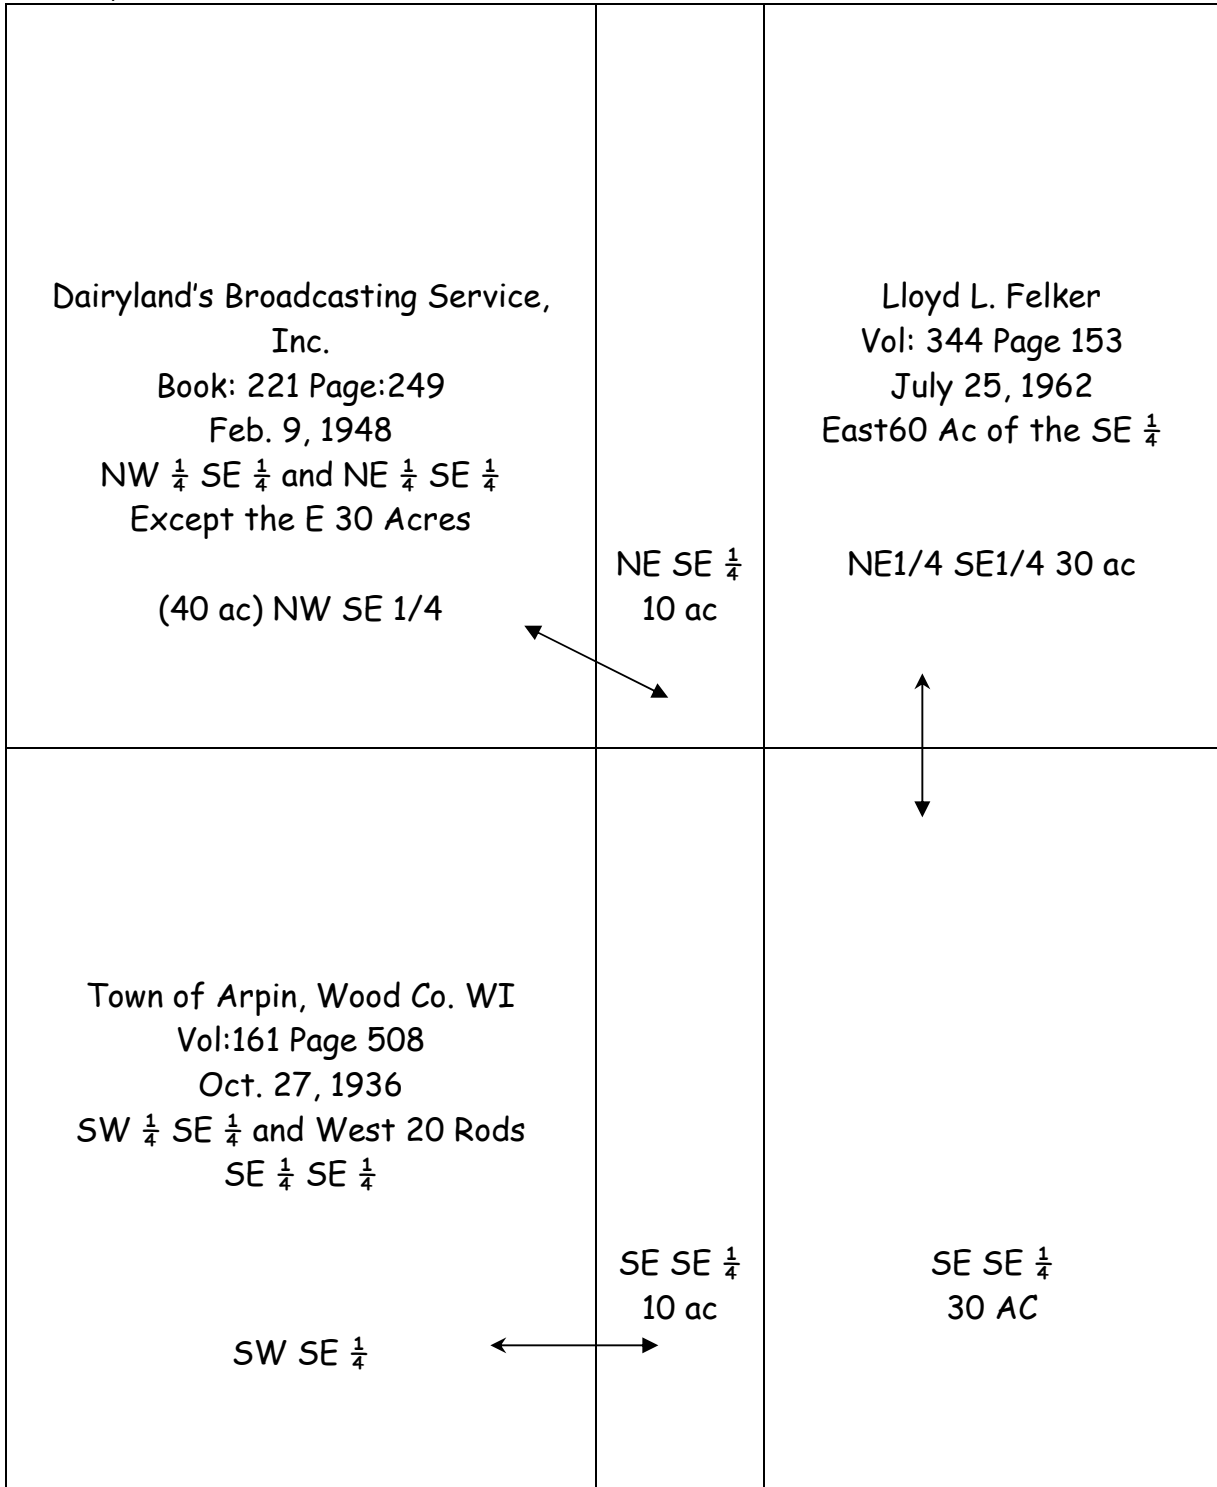 Dairyland's Broadcasting Service,
Inc.
Book: 221 Page:249
Feb. 9, 1948
NW ¼ SE ¼ and NE ¼ SE ¼
Except the E 30 Acres
(40 ac) NW SE 1/4
NE SE ¼
10 ac
Lloyd L. Felker
Vol: 344 Page 153
July 25, 1962
East60 Ac of the SE ¼
NE1/4 SE1/4 30 ac
Town of Arpin, Wood Co. WI
Vol:161 Page 508
Oct. 27, 1936
SW ¼ SE ¼ and West 20 Rods
SE ¼ SE ¼
SW SE ¼
SE SE ¼
10 ac
SE SE ¼
30 AC